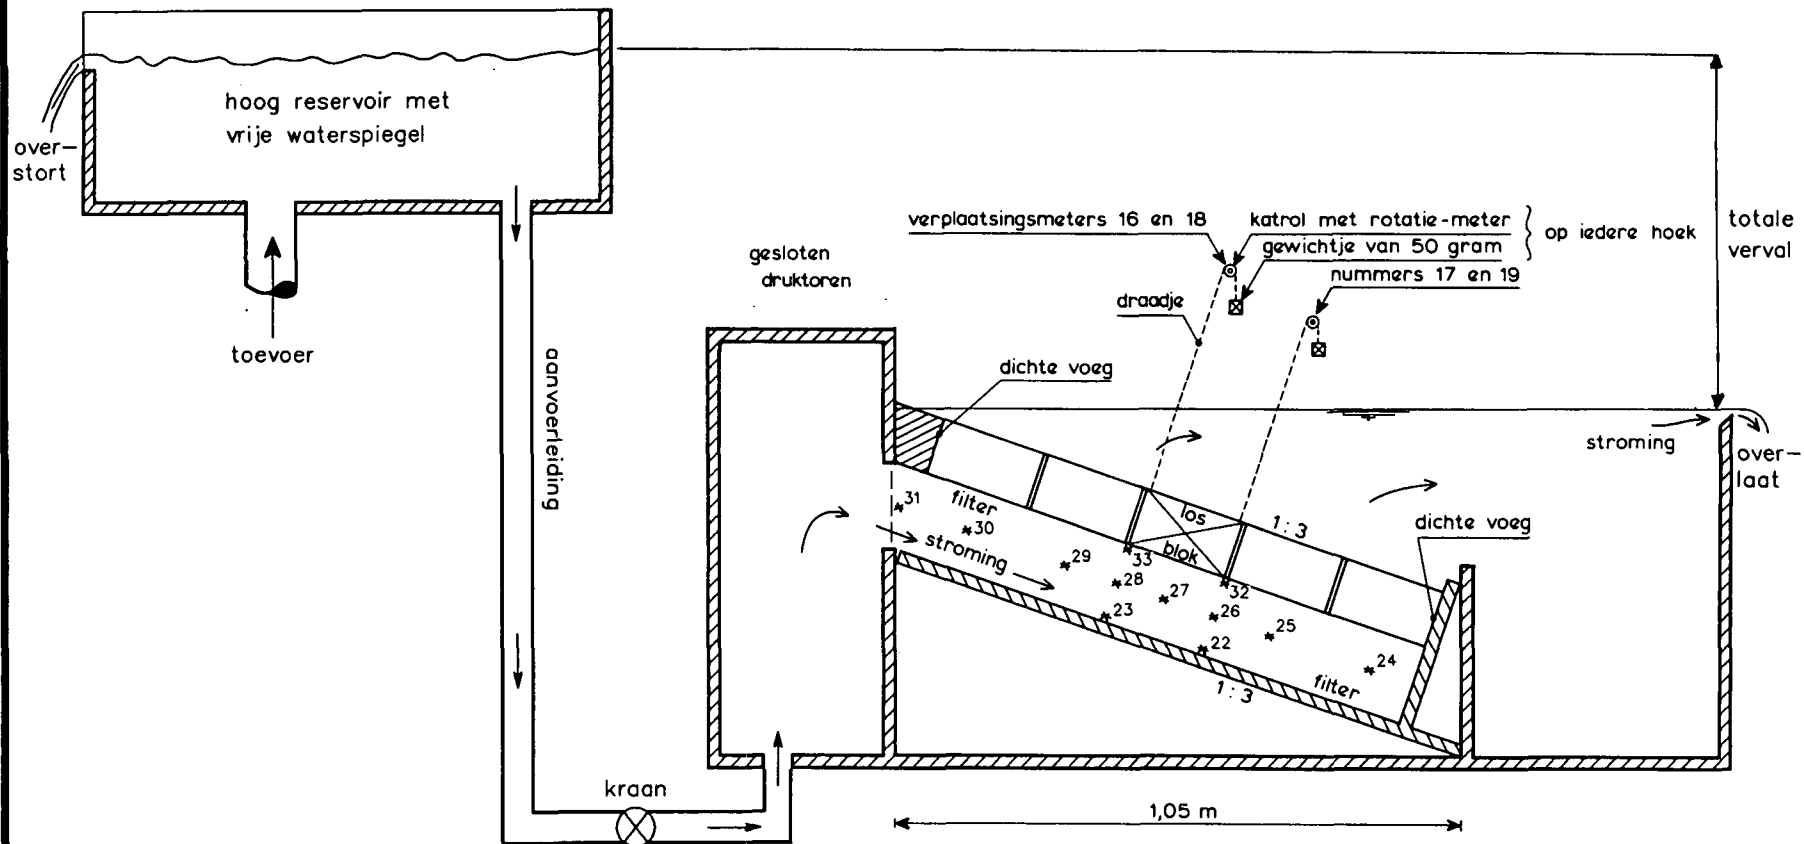 hoog reservoir met
vrije waterspiegel
over-
stort
toevoer
aanvoerleiding
kraan
gesloten
druktoren
verplaatsingsmeters 16 en 18
katrol met rotatie-meter
gewichtje van 50 gram
op iedere hoek
nummers 17 en 19
draadje
totale
verval
dichte voeg
stroming
over-
laat
filter
stroming
los
blok
1:3
dichte voeg
31
30
29
28
33
27
32
26
25
24
23
22
filter
1:3
1,05 m